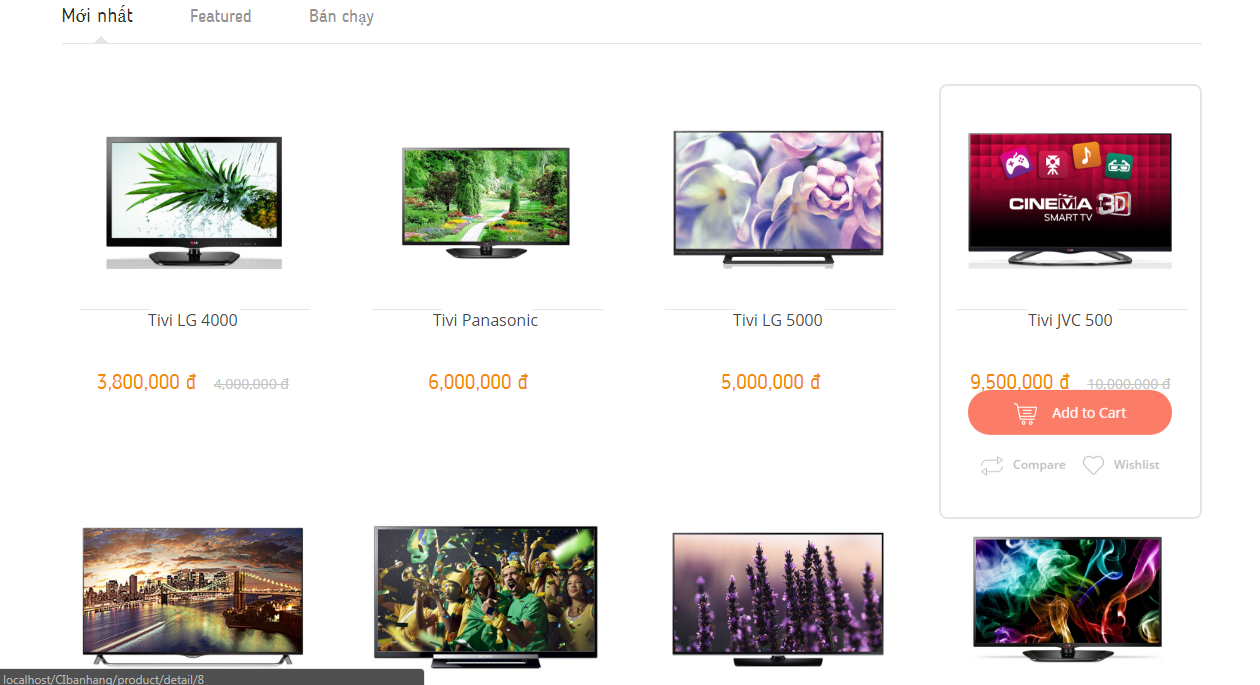 Mới nhất Featured Bán chạy
CINEMA 3D
SMART TV
Tivi LG 4000 Tivi Panasonic Tivi LG 5000 Tivi JVC 500
3,800,000 đ 4,000,000 đ 6,000,000 đ 5,000,000 đ 9,500,000 đ 10,000,000 đ
Add to Cart
Compare Wishlist
localhost/CIbanhang/product/detail/8